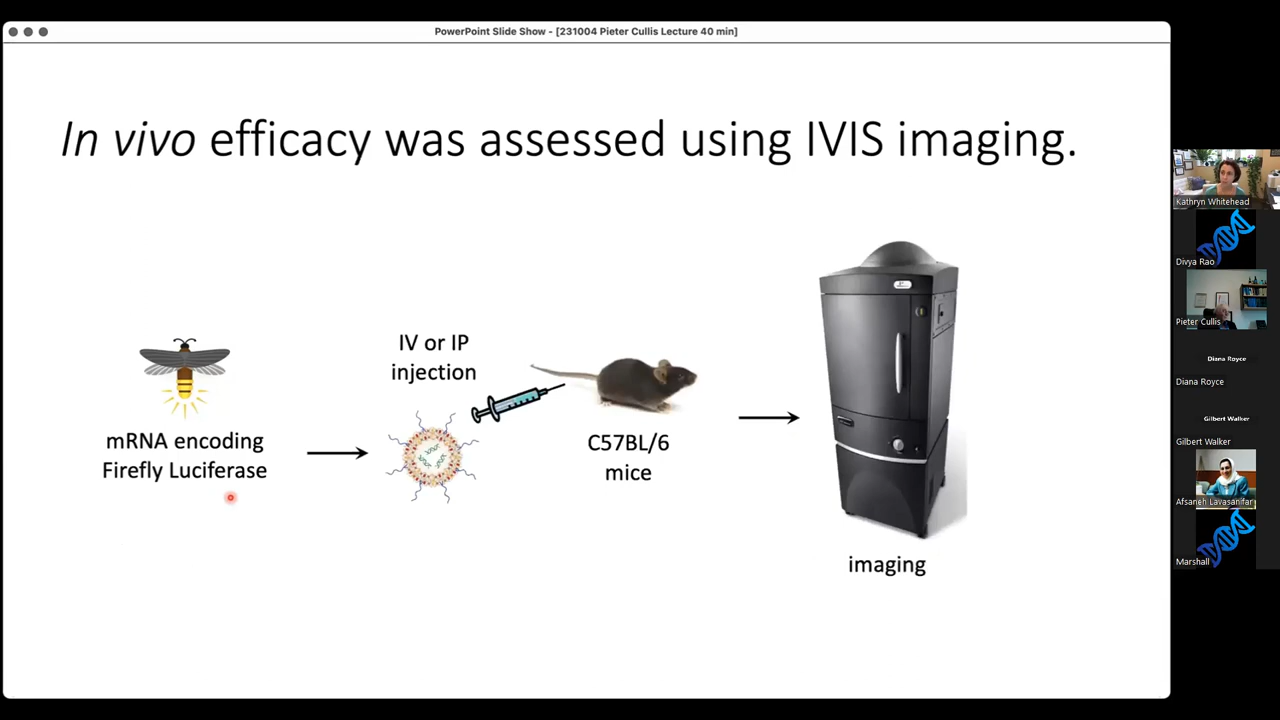 PowerPoint Slide Show - [231004 Pieter Cullis Lecture 40 min]
In vivo efficacy was assessed using IVIS imaging.
IV or IP
injection
mRNA encoding
Firefly Luciferase
C57BL/6
mice
imaging
Kathryn Whitehead
Divya Rao
Pieter Cullis
Diana Royce
Diana Royce
Gilbert Walker
Gilbert Walker
Afsaneh Lavasanifar
Marshall